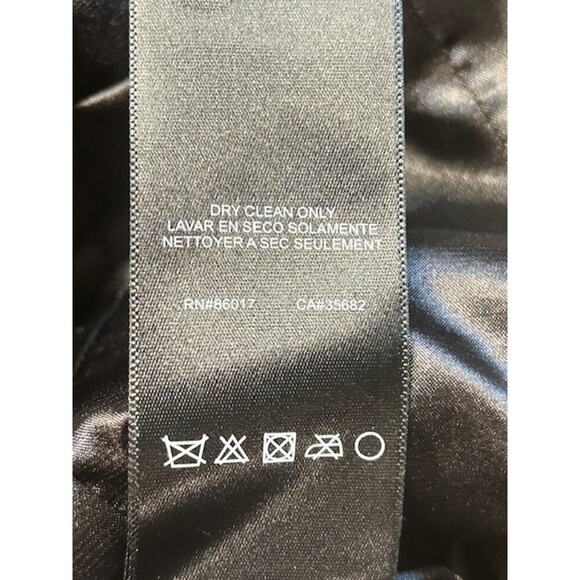 DRY CLEAN ONLY
LAVAR EN SECO SOLAMENTE
NETTOYER A SEC SEULEMENT
RN#86017 CA#35682